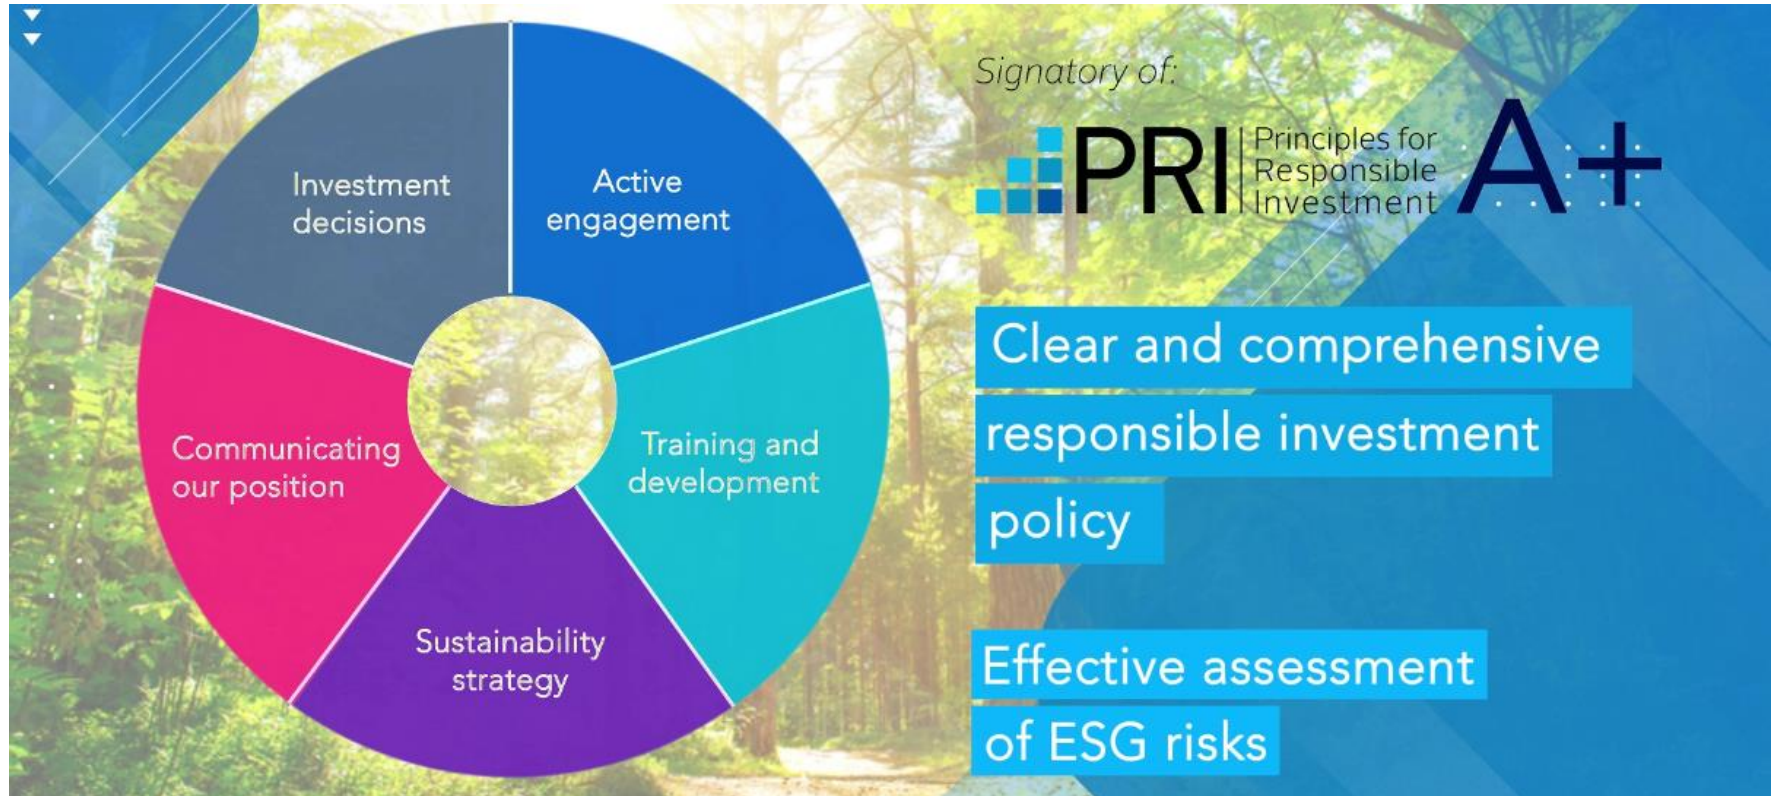 Investment
decisions
Active
engagement
Training and
development
Sustainability
strategy
Communicating
our position
Signatory of:
PRI
Principles for
Responsible
Investment
A+
Clear and comprehensive
responsible investment
policy
Effective assessment
of ESG risks